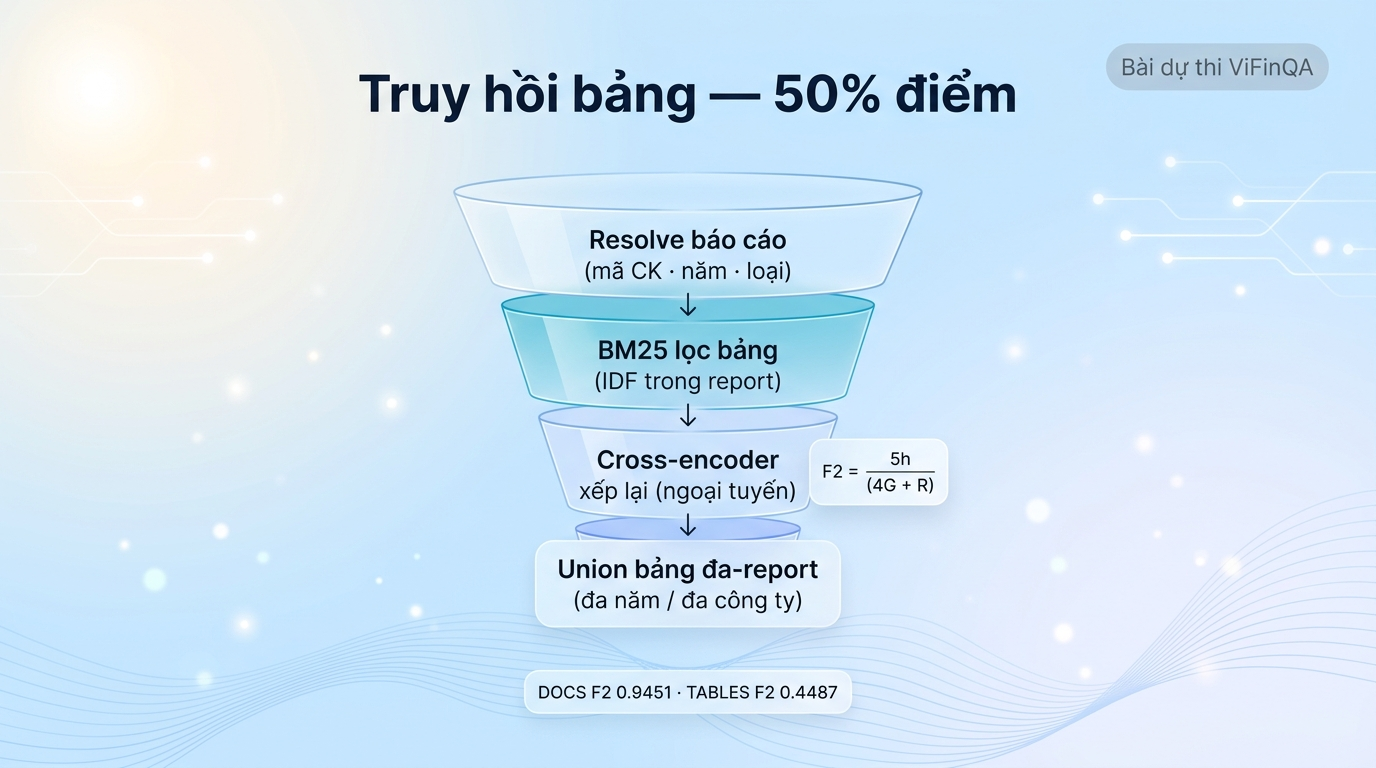 Bài dự thi ViFinQA
Truy hồi bảng — 50% điểm
Resolve báo cáo
(mã CK · năm · loại)
↓
BM25 lọc bảng
(IDF trong report)
↓
Cross-encoder
xếp lại (ngoại tuyến)
F2 = 5h / (4G + R)
↓
Union bảng đa-report
(đa năm / đa công ty)
DOCS F2 0.9451 · TABLES F2 0.4487